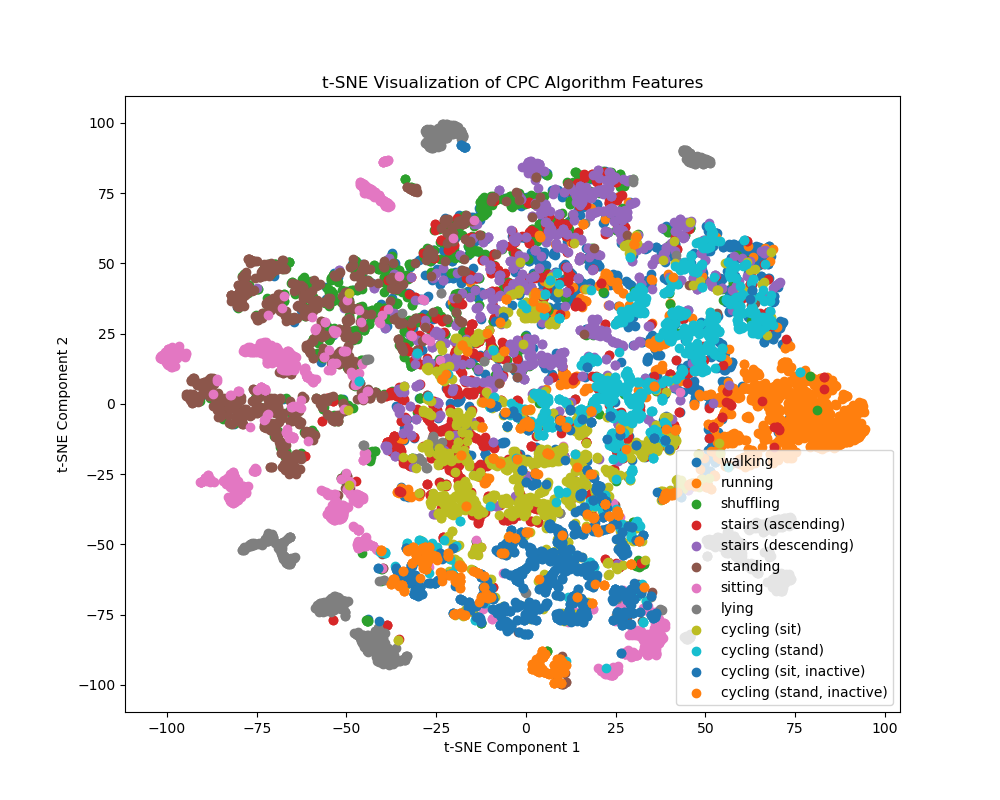 t-SNE Visualization of CPC Algorithm Features
100
75
50
25
0
−25
−50
−75
−100
t-SNE Component 2
−100
−75
−50
−25
0
25
50
75
100
t-SNE Component 1
walking
running
shuffling
stairs (ascending)
stairs (descending)
standing
sitting
lying
cycling (sit)
cycling (stand)
cycling (sit, inactive)
cycling (stand, inactive)